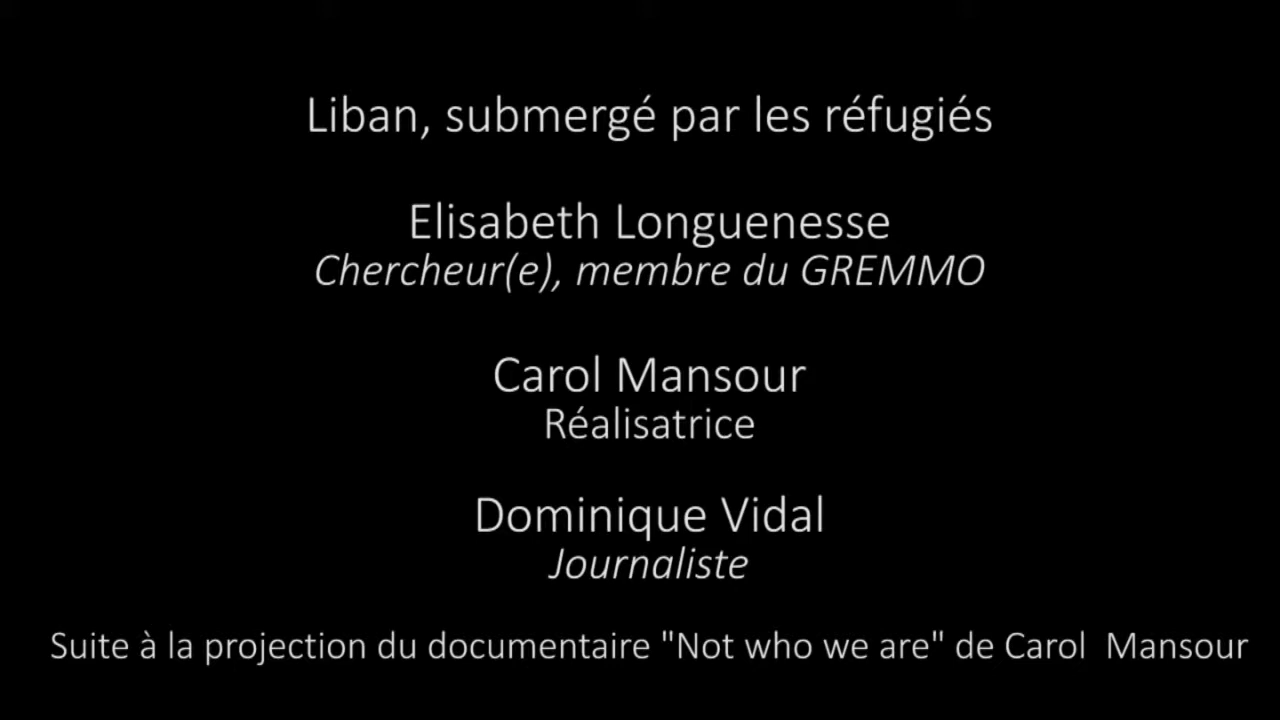 Liban, submergé par les réfugiés
Elisabeth Longuenesse
Chercheur(e), membre du GREMMO
Carol Mansour
Réalisatrice
Dominique Vidal
Journaliste
Suite à la projection du documentaire "Not who we are" de Carol  Mansour